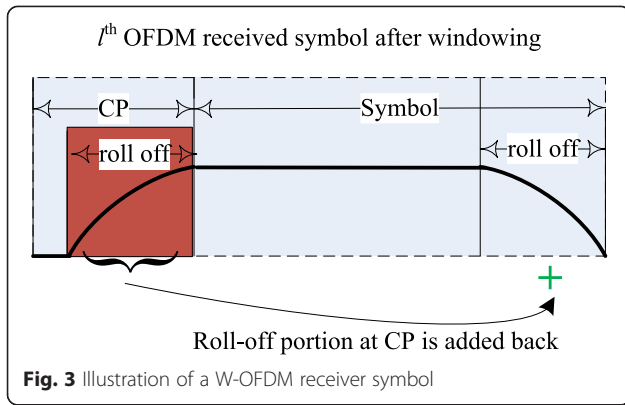 lth OFDM received symbol after windowing
CP
Symbol
roll off
roll off
+
Roll-off portion at CP is added back
Fig. 3 Illustration of a W-OFDM receiver symbol